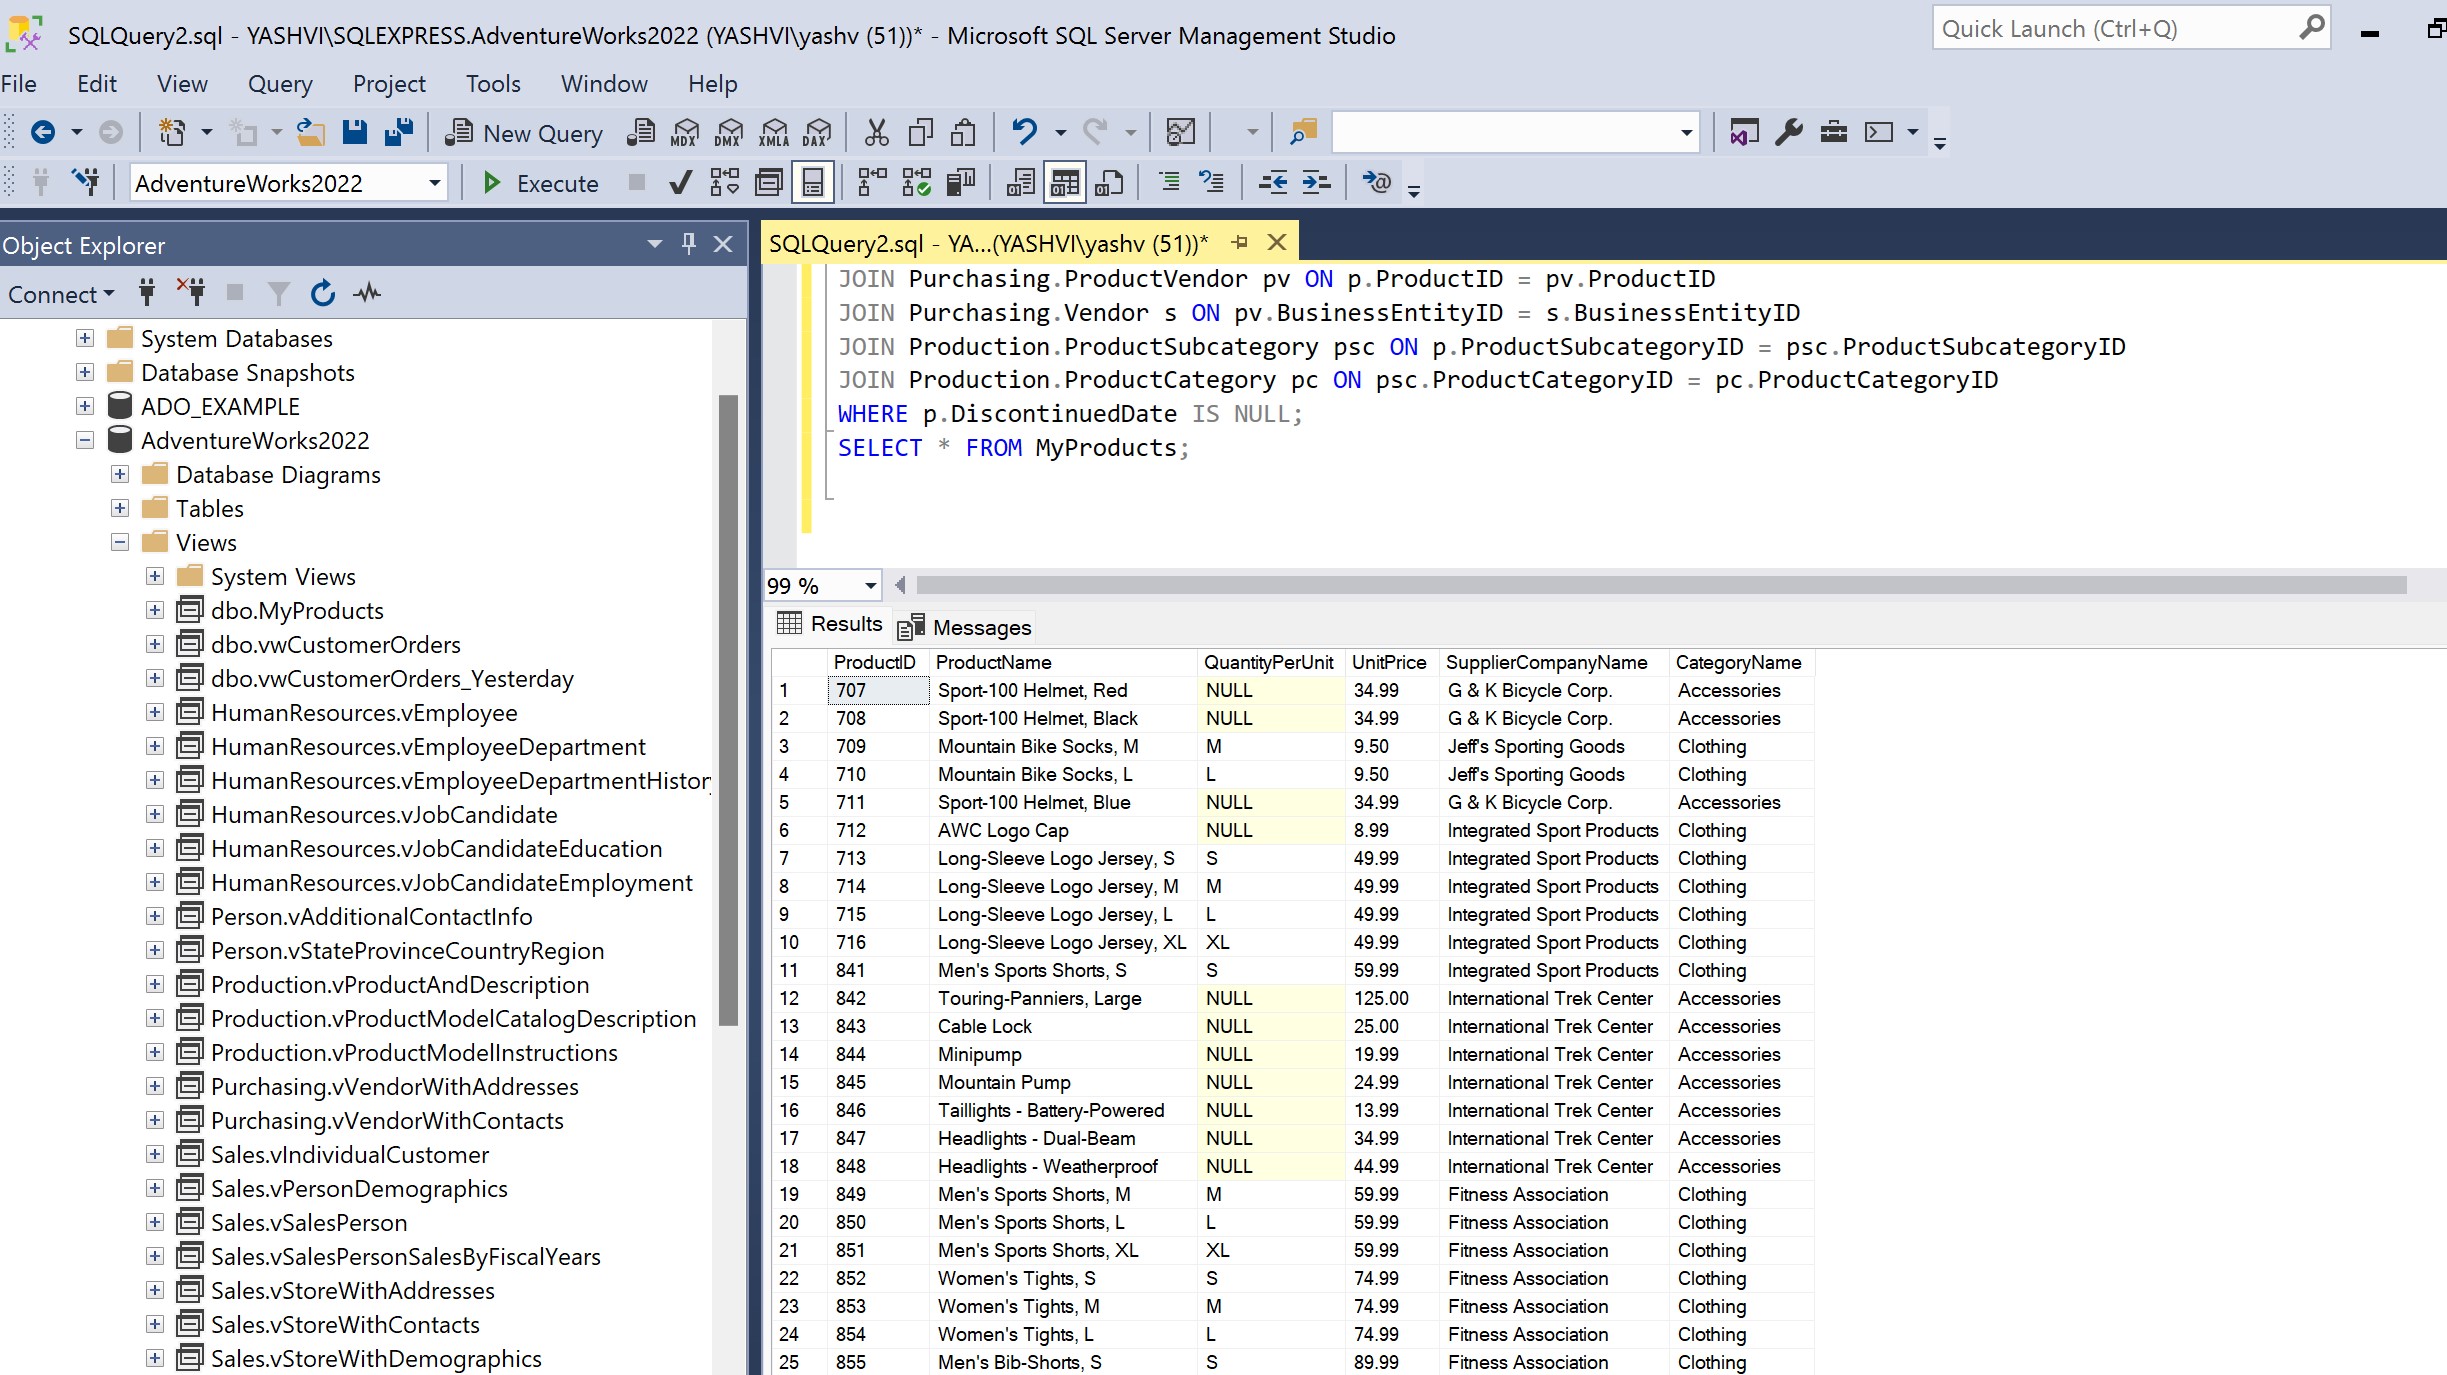 SQLQuery2.sql - YASHVI\SQLEXPRESS.AdventureWorks2022 (YASHVI\yashv (51))* - Microsoft SQL Server Management Studio
Quick Launch (Ctrl+Q)
File Edit View Query Project Tools Window Help
New Query MDX DMX XMLA DAX
AdventureWorks2022 Execute
Object Explorer
Connect
System Databases
Database Snapshots
ADO_EXAMPLE
AdventureWorks2022
Database Diagrams
Tables
Views
System Views
dbo.MyProducts
dbo.vwCustomerOrders
dbo.vwCustomerOrders_Yesterday
HumanResources.vEmployee
HumanResources.vEmployeeDepartment
HumanResources.vEmployeeDepartmentHistory
HumanResources.vJobCandidate
HumanResources.vJobCandidateEducation
HumanResources.vJobCandidateEmployment
Person.vAdditionalContactInfo
Person.vStateProvinceCountryRegion
Production.vProductAndDescription
Production.vProductModelCatalogDescription
Production.vProductModelInstructions
Purchasing.vVendorWithAddresses
Purchasing.vVendorWithContacts
Sales.vIndividualCustomer
Sales.vPersonDemographics
Sales.vSalesPerson
Sales.vSalesPersonSalesByFiscalYears
Sales.vStoreWithAddresses
Sales.vStoreWithContacts
Sales.vStoreWithDemographics
SQLQuery2.sql - YA...(YASHVI\yashv (51))*
JOIN Purchasing.ProductVendor pv ON p.ProductID = pv.ProductID
JOIN Purchasing.Vendor s ON pv.BusinessEntityID = s.BusinessEntityID
JOIN Production.ProductSubcategory psc ON p.ProductSubcategoryID = psc.ProductSubcategoryID
JOIN Production.ProductCategory pc ON psc.ProductCategoryID = pc.ProductCategoryID
WHERE p.DiscontinuedDate IS NULL;
SELECT * FROM MyProducts;
99 %
Results Messages
ProductID ProductName QuantityPerUnit UnitPrice SupplierCompanyName CategoryName
1 707 Sport-100 Helmet, Red NULL 34.99 G & K Bicycle Corp. Accessories
2 708 Sport-100 Helmet, Black NULL 34.99 G & K Bicycle Corp. Accessories
3 709 Mountain Bike Socks, M M 9.50 Jeff's Sporting Goods Clothing
4 710 Mountain Bike Socks, L L 9.50 Jeff's Sporting Goods Clothing
5 711 Sport-100 Helmet, Blue NULL 34.99 G & K Bicycle Corp. Accessories
6 712 AWC Logo Cap NULL 8.99 Integrated Sport Products Clothing
7 713 Long-Sleeve Logo Jersey, S S 49.99 Integrated Sport Products Clothing
8 714 Long-Sleeve Logo Jersey, M M 49.99 Integrated Sport Products Clothing
9 715 Long-Sleeve Logo Jersey, L L 49.99 Integrated Sport Products Clothing
10 716 Long-Sleeve Logo Jersey, XL XL 49.99 Integrated Sport Products Clothing
11 841 Men's Sports Shorts, S S 59.99 Integrated Sport Products Clothing
12 842 Touring-Panniers, Large NULL 125.00 International Trek Center Accessories
13 843 Cable Lock NULL 25.00 International Trek Center Accessories
14 844 Minipump NULL 19.99 International Trek Center Accessories
15 845 Mountain Pump NULL 24.99 International Trek Center Accessories
16 846 Taillights - Battery-Powered NULL 13.99 International Trek Center Accessories
17 847 Headlights - Dual-Beam NULL 34.99 International Trek Center Accessories
18 848 Headlights - Weatherproof NULL 44.99 International Trek Center Accessories
19 849 Men's Sports Shorts, M M 59.99 Fitness Association Clothing
20 850 Men's Sports Shorts, L L 59.99 Fitness Association Clothing
21 851 Men's Sports Shorts, XL XL 59.99 Fitness Association Clothing
22 852 Women's Tights, S S 74.99 Fitness Association Clothing
23 853 Women's Tights, M M 74.99 Fitness Association Clothing
24 854 Women's Tights, L L 74.99 Fitness Association Clothing
25 855 Men's Bib-Shorts, S S 89.99 Fitness Association Clothing